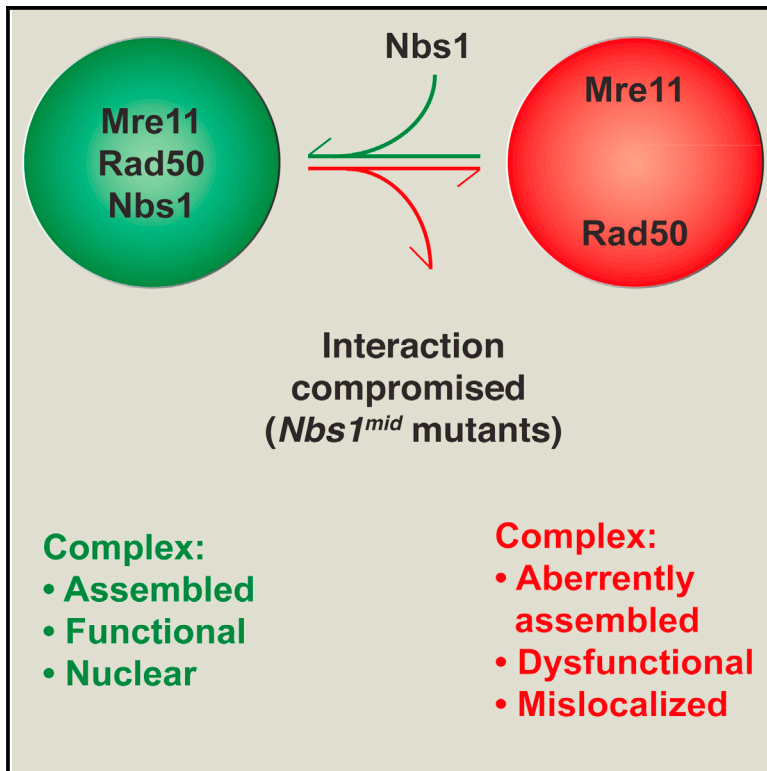 Nbs1
Mre11
Rad50
Nbs1
Mre11
Rad50
Interaction
compromised
(Nbs1mid mutants)
Complex:
• Assembled
• Functional
• Nuclear
Complex:
• Aberrently
assembled
• Dysfunctional
• Mislocalized